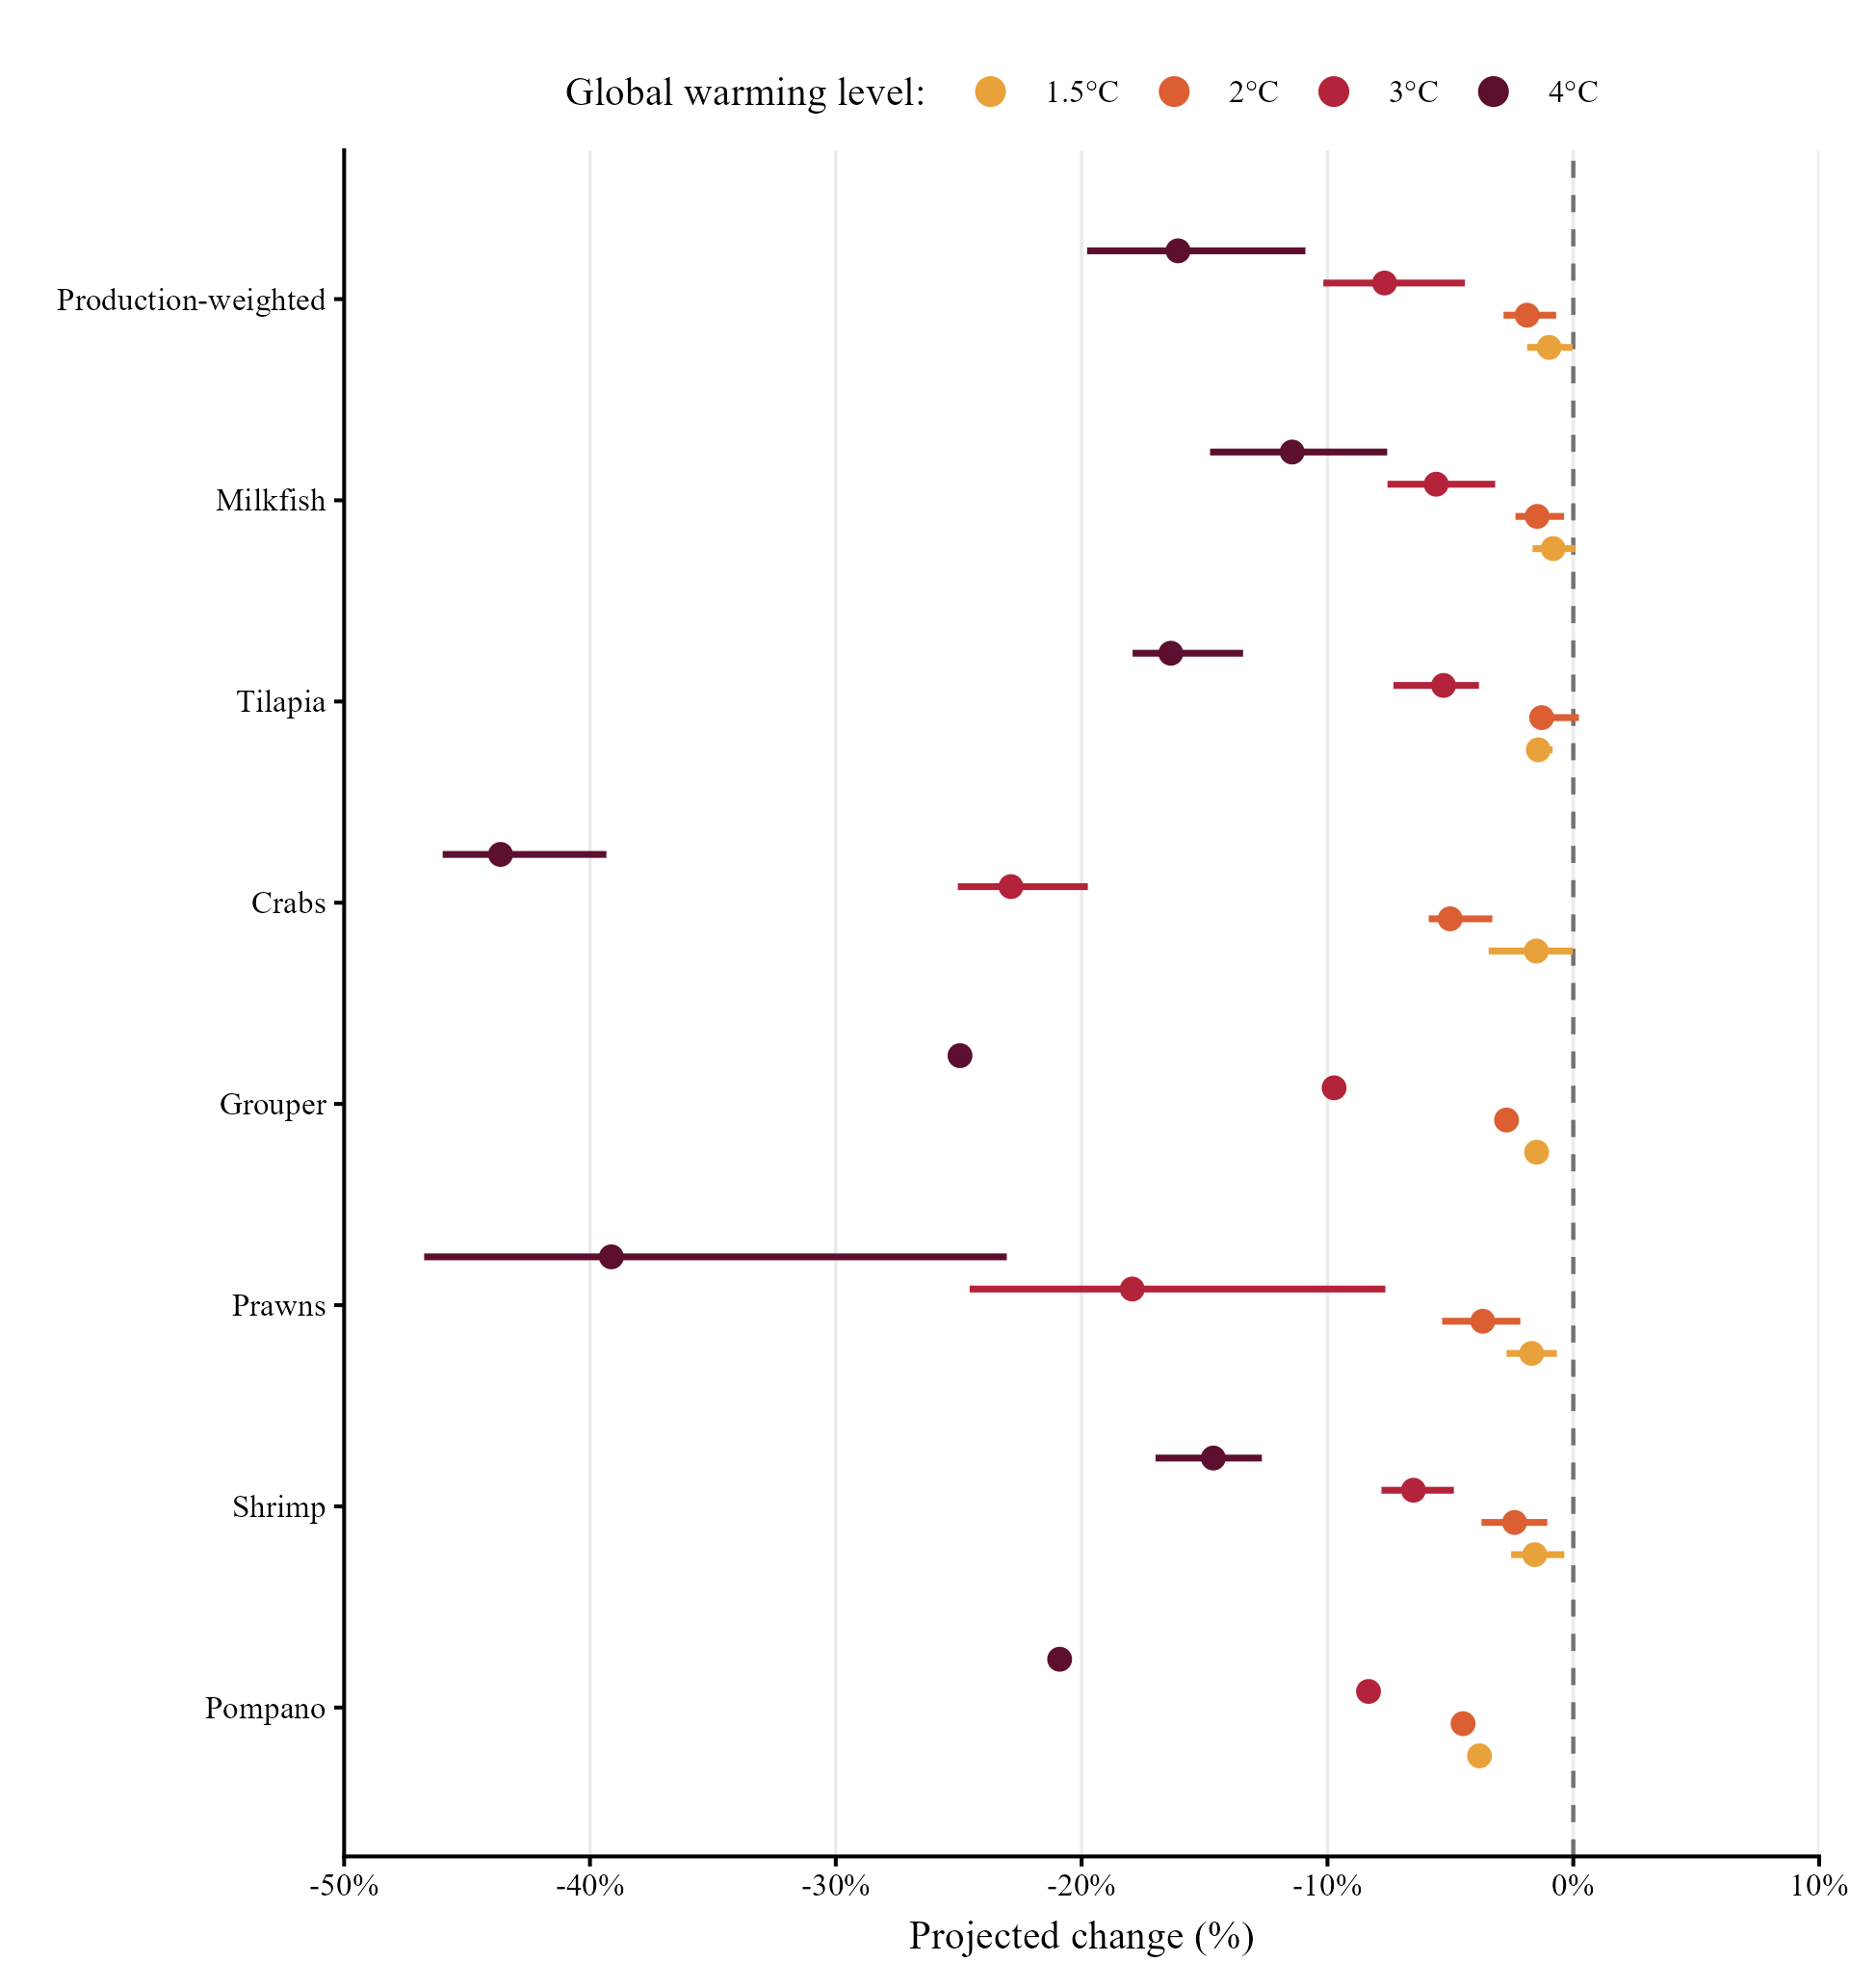 Global warming level: 1.5°C 2°C 3°C 4°C
Production-weighted
Milkfish
Tilapia
Crabs
Grouper
Prawns
Shrimp
Pompano
-50% -40% -30% -20% -10% 0% 10%
Projected change (%)